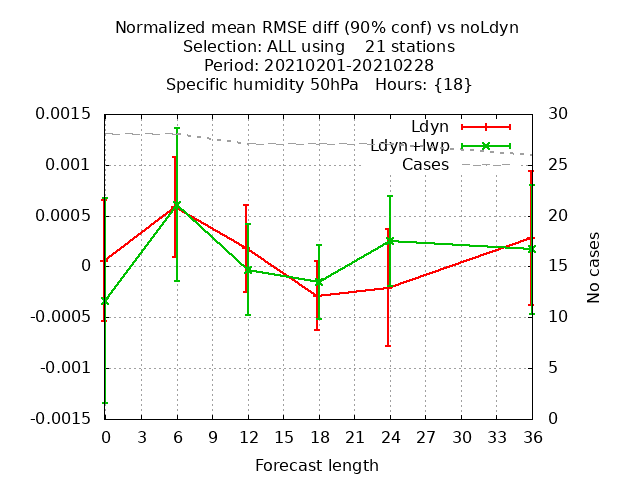 Normalized mean RMSE diff (90% conf) vs noLdyn
Selection: ALL using    21 stations
Period: 20210201-20210228
Specific humidity 50hPa   Hours: {18}
0.0015
0.001
0.0005
0
-0.0005
-0.001
-0.0015
Ldyn
Ldyn+lwp
Cases
30
25
20
15
10
5
0
No cases
0 3 6 9 12 15 18 21 24 27 30 33 36
Forecast length